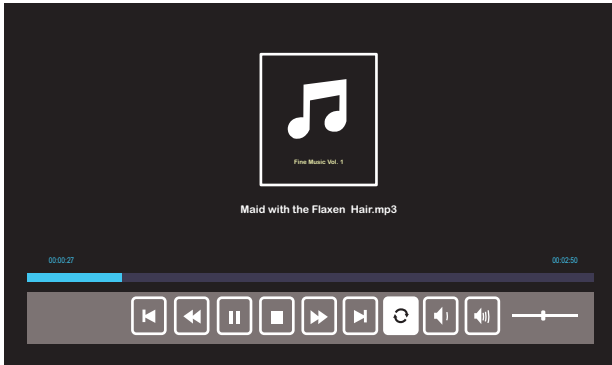 Fine Music Vol. 1
Maid with the Flaxen  Hair.mp3
00:00:27
00:02:50